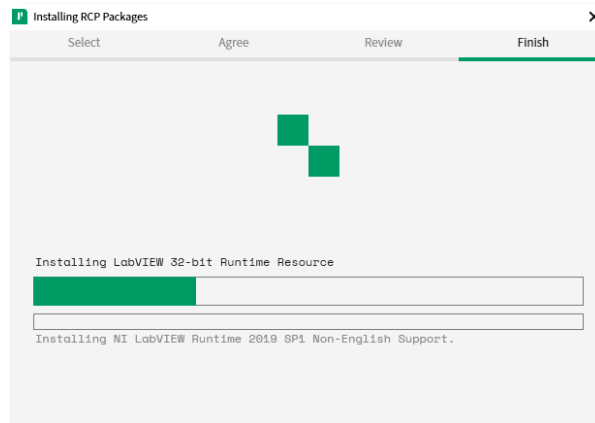 Installing RCP Packages
Select Agree Review Finish
Installing LabVIEW 32-bit Runtime Resource
Installing NI LabVIEW Runtime 2019 SP1 Non-English Support.